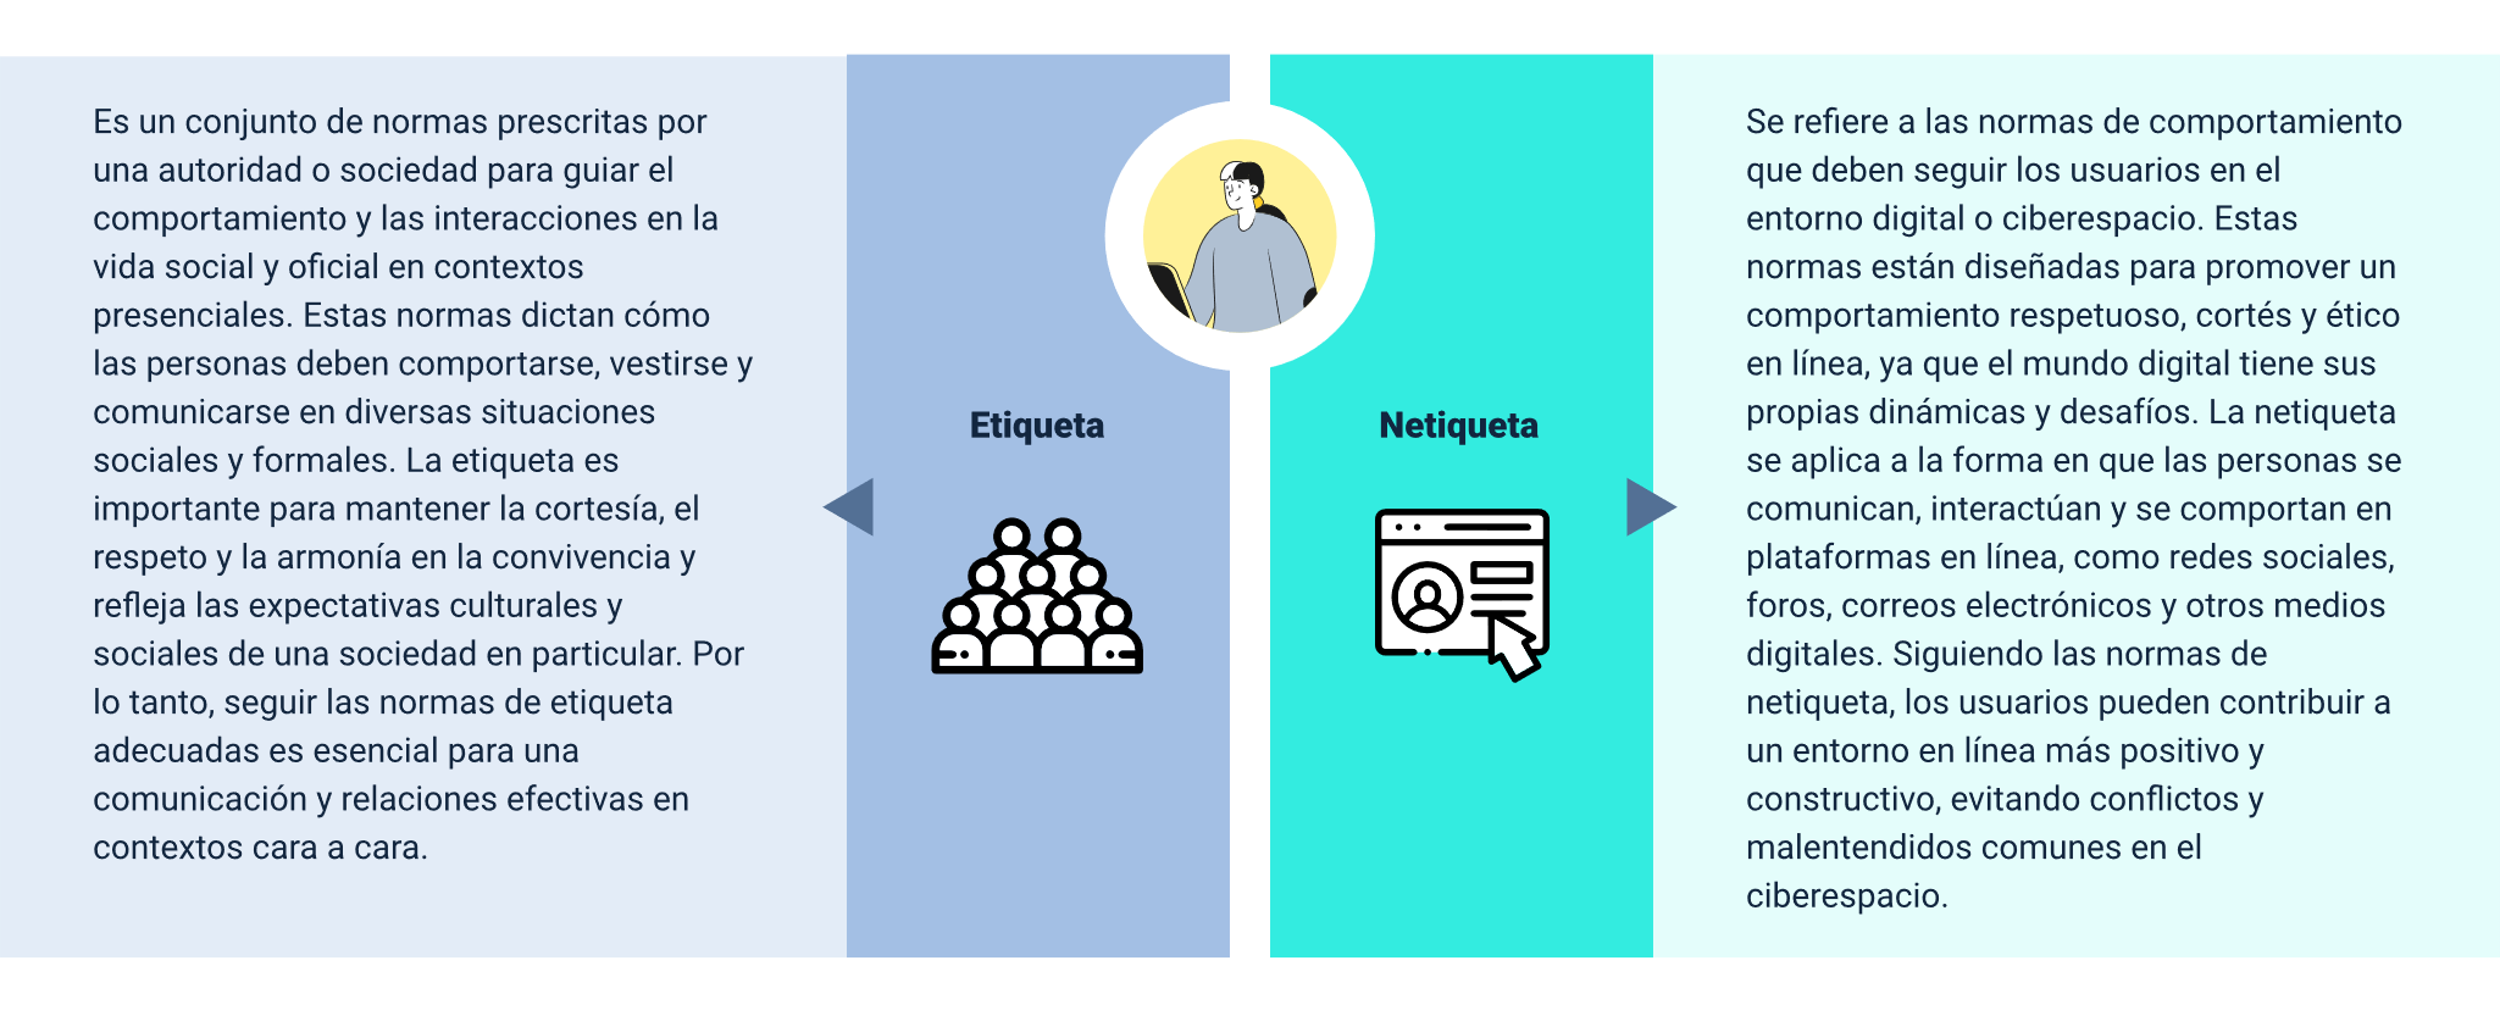 Es un conjunto de normas prescritas por
una autoridad o sociedad para guiar el
comportamiento y las interacciones en la
vida social y oficial en contextos
presenciales. Estas normas dictan cómo
las personas deben comportarse, vestirse y
comunicarse en diversas situaciones
sociales y formales. La etiqueta es
importante para mantener la cortesía, el
respeto y la armonía en la convivencia y
refleja las expectativas culturales y
sociales de una sociedad en particular. Por
lo tanto, seguir las normas de etiqueta
adecuadas es esencial para una
comunicación y relaciones efectivas en
contextos cara a cara.
Etiqueta
Netiqueta
Se refiere a las normas de comportamiento
que deben seguir los usuarios en el
entorno digital o ciberespacio. Estas
normas están diseñadas para promover un
comportamiento respetuoso, cortés y ético
en línea, ya que el mundo digital tiene sus
propias dinámicas y desafíos. La netiqueta
se aplica a la forma en que las personas se
comunican, interactúan y se comportan en
plataformas en línea, como redes sociales,
foros, correos electrónicos y otros medios
digitales. Siguiendo las normas de
netiqueta, los usuarios pueden contribuir a
un entorno en línea más positivo y
constructivo, evitando conflictos y
malentendidos comunes en el
ciberespacio.